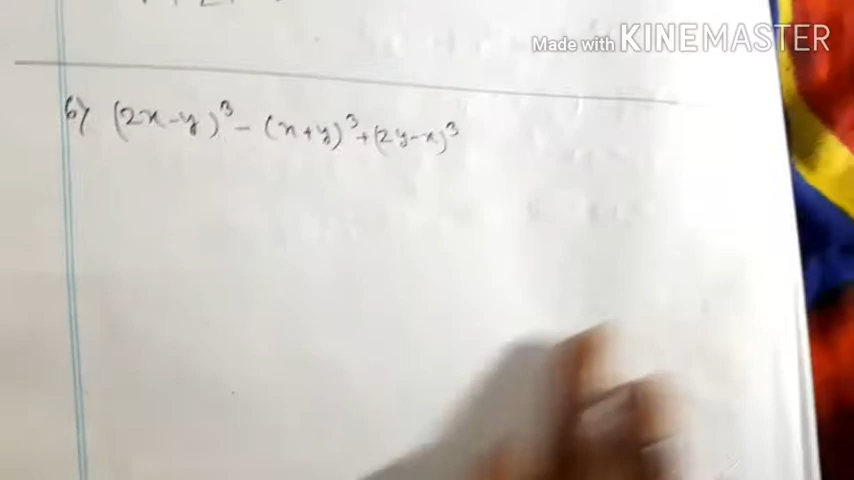 Made with KINEMASTER
6) (2x-y)³ - (x+y)³ + (2y-x)³